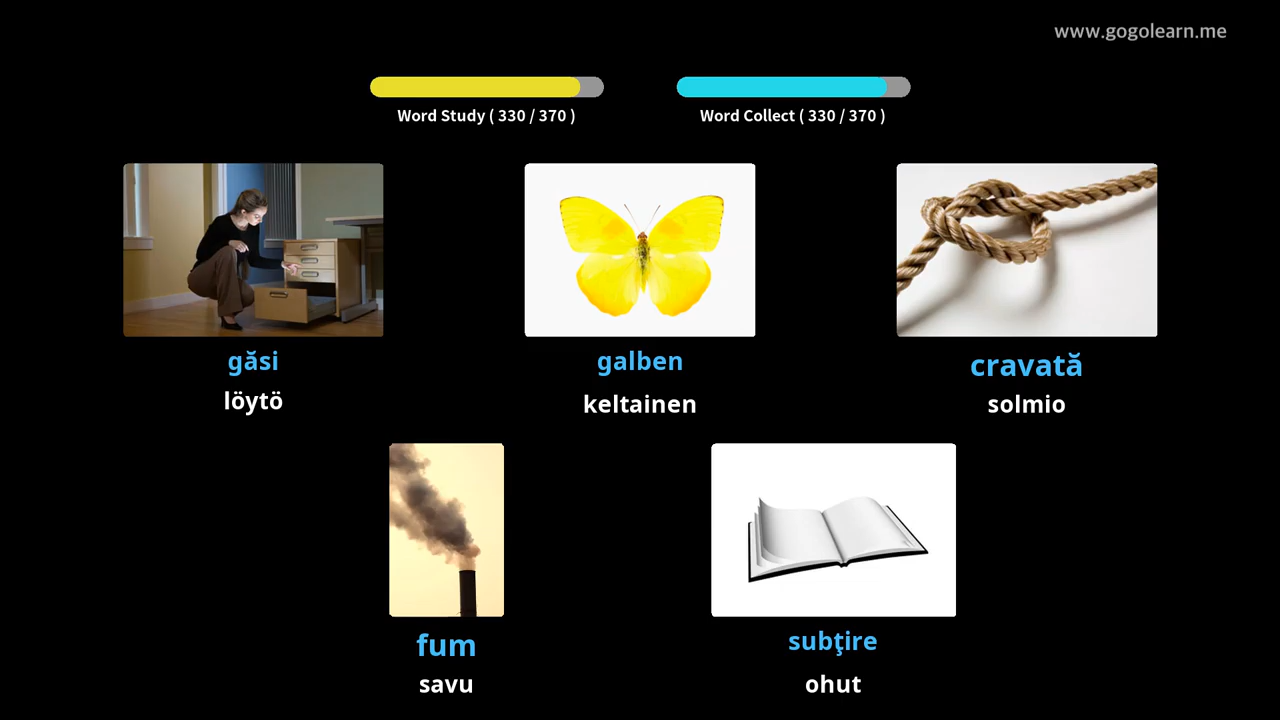 www.gogolearn.me
Word Study ( 330 / 370 )
Word Collect ( 330 / 370 )
găsi
löytö
galben
keltainen
cravată
solmio
fum
savu
subţire
ohut